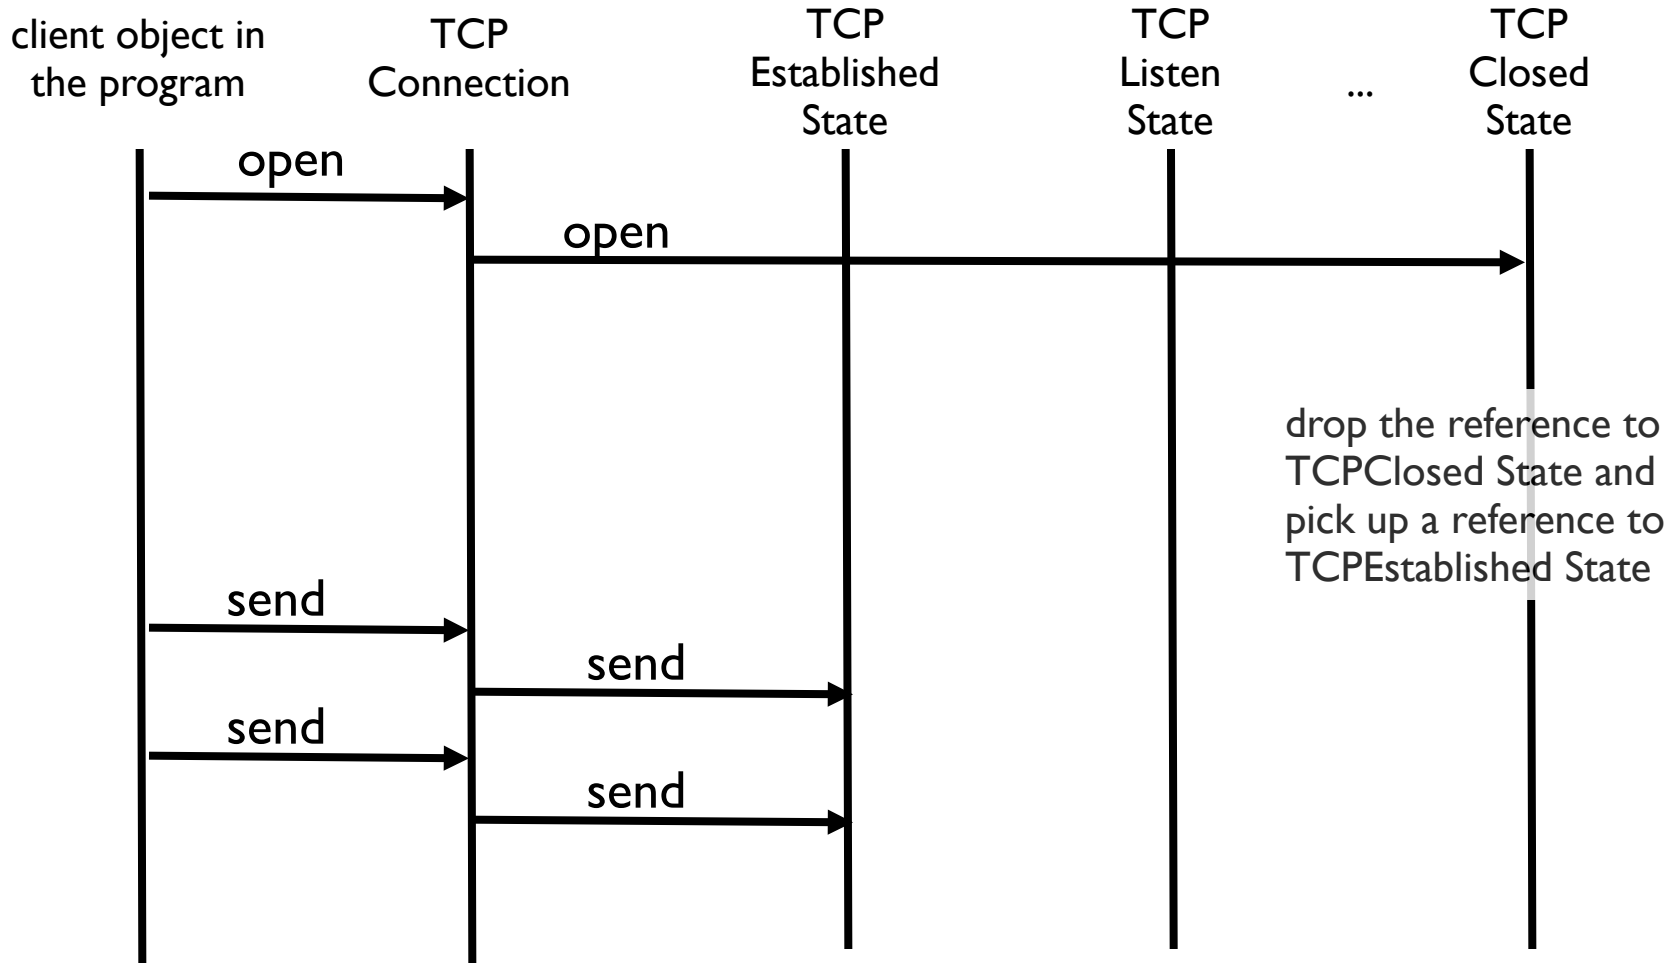 client object in
the program
TCP
Connection
TCP
Established
State
TCP
Listen
State
...
TCP
Closed
State
open
open
drop the reference to
TCPClosed State and
pick up a reference to
TCPEstablished State
send
send
send
send